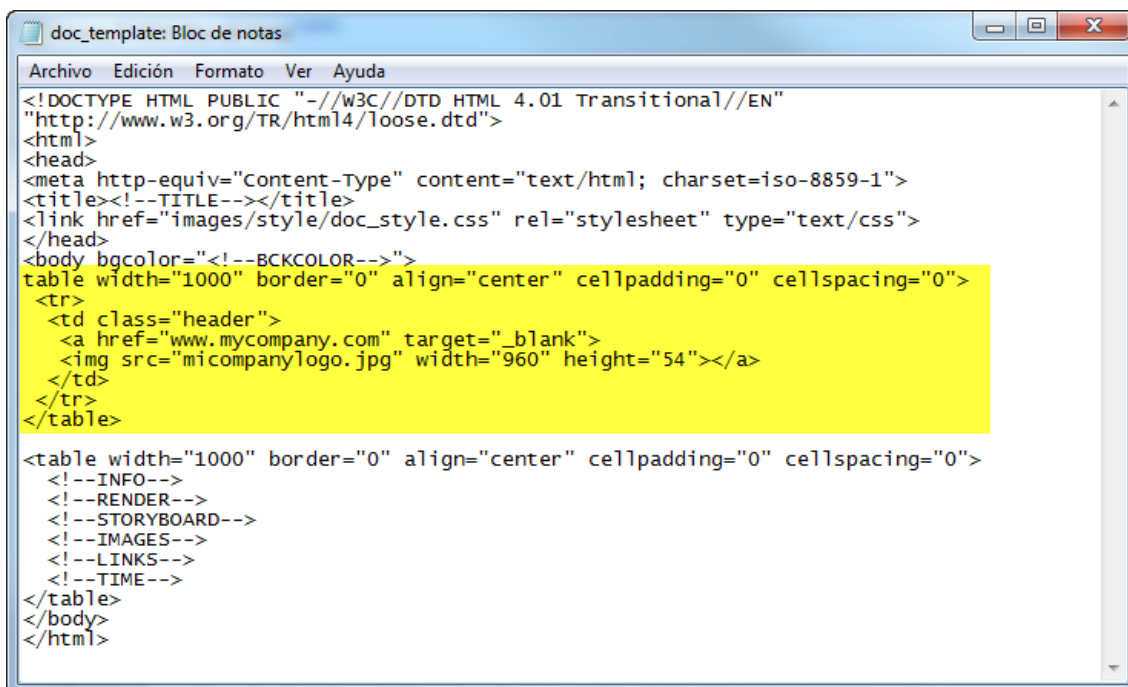 doc_template: Bloc de notas
Archivo Edición Formato Ver Ayuda
<!DOCTYPE HTML PUBLIC "-//W3C//DTD HTML 4.01 Transitional//EN"
"http://www.w3.org/TR/html4/loose.dtd">
<html>
<head>
<meta http-equiv="Content-Type" content="text/html; charset=iso-8859-1">
<title><!--TITLE--></title>
<link href="images/style/doc_style.css" rel="stylesheet" type="text/css">
</head>
<body bgcolor="<!--BCKCOLOR-->">
table width="1000" border="0" align="center" cellpadding="0" cellspacing="0">
<tr>
<td class="header">
<a href="www.mycompany.com" target="_blank">
<img src="micompanylogo.jpg" width="960" height="54"></a>
</td>
</tr>
</table>
<table width="1000" border="0" align="center" cellpadding="0" cellspacing="0">
<!--INFO-->
<!--RENDER-->
<!--STORYBOARD-->
<!--IMAGES-->
<!--LINKS-->
<!--TIME-->
</table>
</body>
</html>